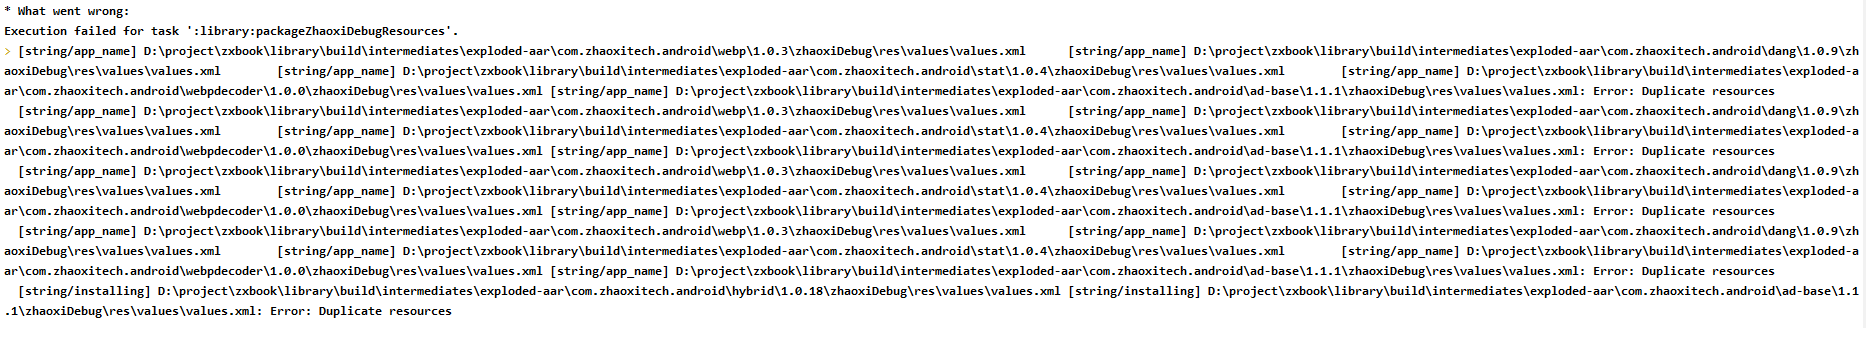 * What went wrong:
Execution failed for task ':library:packageZhaoxiDebugResources'.
> [string/app_name] D:\project\zxbook\library\build\intermediates\exploded-aar\com.zhaoxitech.android\webp\1.0.3\zhaoxiDebug\res\values\values.xml      [string/app_name] D:\project\zxbook\library\build\intermediates\exploded-aar\com.zhaoxitech.android\dang\1.0.9\zh
aoxiDebug\res\values\values.xml        [string/app_name] D:\project\zxbook\library\build\intermediates\exploded-aar\com.zhaoxitech.android\stat\1.0.4\zhaoxiDebug\res\values\values.xml        [string/app_name] D:\project\zxbook\library\build\intermediates\exploded-a
ar\com.zhaoxitech.android\webpdecoder\1.0.0\zhaoxiDebug\res\values\values.xml [string/app_name] D:\project\zxbook\library\build\intermediates\exploded-aar\com.zhaoxitech.android\ad-base\1.1.1\zhaoxiDebug\res\values\values.xml: Error: Duplicate resources
  [string/app_name] D:\project\zxbook\library\build\intermediates\exploded-aar\com.zhaoxitech.android\webp\1.0.3\zhaoxiDebug\res\values\values.xml      [string/app_name] D:\project\zxbook\library\build\intermediates\exploded-aar\com.zhaoxitech.android\dang\1.0.9\zh
aoxiDebug\res\values\values.xml        [string/app_name] D:\project\zxbook\library\build\intermediates\exploded-aar\com.zhaoxitech.android\stat\1.0.4\zhaoxiDebug\res\values\values.xml        [string/app_name] D:\project\zxbook\library\build\intermediates\exploded-a
ar\com.zhaoxitech.android\webpdecoder\1.0.0\zhaoxiDebug\res\values\values.xml [string/app_name] D:\project\zxbook\library\build\intermediates\exploded-aar\com.zhaoxitech.android\ad-base\1.1.1\zhaoxiDebug\res\values\values.xml: Error: Duplicate resources
  [string/app_name] D:\project\zxbook\library\build\intermediates\exploded-aar\com.zhaoxitech.android\webp\1.0.3\zhaoxiDebug\res\values\values.xml      [string/app_name] D:\project\zxbook\library\build\intermediates\exploded-aar\com.zhaoxitech.android\dang\1.0.9\zh
aoxiDebug\res\values\values.xml        [string/app_name] D:\project\zxbook\library\build\intermediates\exploded-aar\com.zhaoxitech.android\stat\1.0.4\zhaoxiDebug\res\values\values.xml        [string/app_name] D:\project\zxbook\library\build\intermediates\exploded-a
ar\com.zhaoxitech.android\webpdecoder\1.0.0\zhaoxiDebug\res\values\values.xml [string/app_name] D:\project\zxbook\library\build\intermediates\exploded-aar\com.zhaoxitech.android\ad-base\1.1.1\zhaoxiDebug\res\values\values.xml: Error: Duplicate resources
  [string/app_name] D:\project\zxbook\library\build\intermediates\exploded-aar\com.zhaoxitech.android\webp\1.0.3\zhaoxiDebug\res\values\values.xml      [string/app_name] D:\project\zxbook\library\build\intermediates\exploded-aar\com.zhaoxitech.android\dang\1.0.9\zh
aoxiDebug\res\values\values.xml        [string/app_name] D:\project\zxbook\library\build\intermediates\exploded-aar\com.zhaoxitech.android\stat\1.0.4\zhaoxiDebug\res\values\values.xml        [string/app_name] D:\project\zxbook\library\build\intermediates\exploded-a
ar\com.zhaoxitech.android\webpdecoder\1.0.0\zhaoxiDebug\res\values\values.xml [string/app_name] D:\project\zxbook\library\build\intermediates\exploded-aar\com.zhaoxitech.android\ad-base\1.1.1\zhaoxiDebug\res\values\values.xml: Error: Duplicate resources
  [string/installing] D:\project\zxbook\library\build\intermediates\exploded-aar\com.zhaoxitech.android\hybrid\1.0.18\zhaoxiDebug\res\values\values.xml [string/installing] D:\project\zxbook\library\build\intermediates\exploded-aar\com.zhaoxitech.android\ad-base\1.1
.1\zhaoxiDebug\res\values\values.xml: Error: Duplicate resources